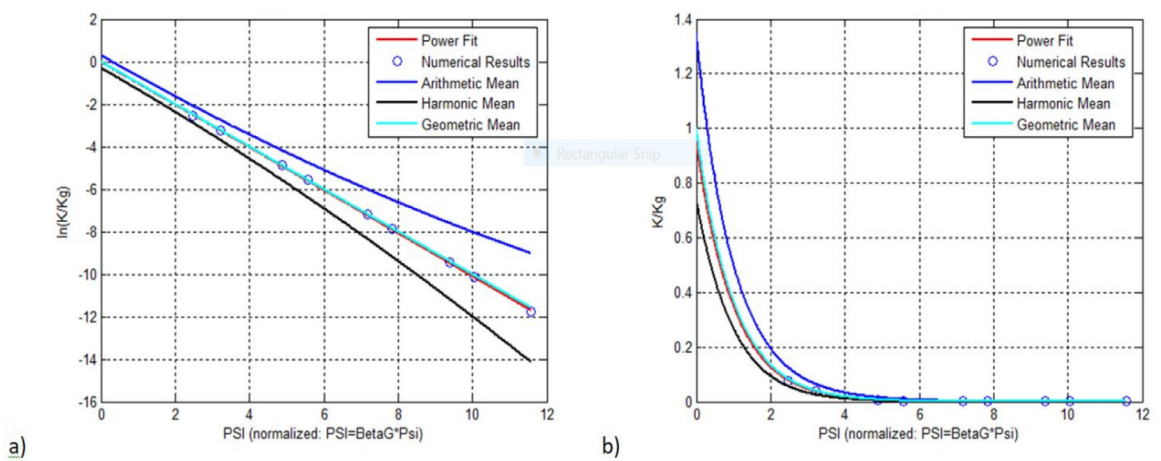 2
0
-2
-4
-6
-8
-10
-12
-14
-16
ln(K/Kg)
0 2 4 6 8 10 12
PSI (normalized: PSI=BetaG*Psi)
Power Fit
Numerical Results
Arithmetic Mean
Harmonic Mean
Geometric Mean
a)
Rectangular Snip
1.4
1.2
1
0.8
0.6
0.4
0.2
0
K/Kg
0 2 4 6 8 10 12
PSI (normalized: PSI=BetaG*Psi)
Power Fit
Numerical Results
Arithmetic Mean
Harmonic Mean
Geometric Mean
b)